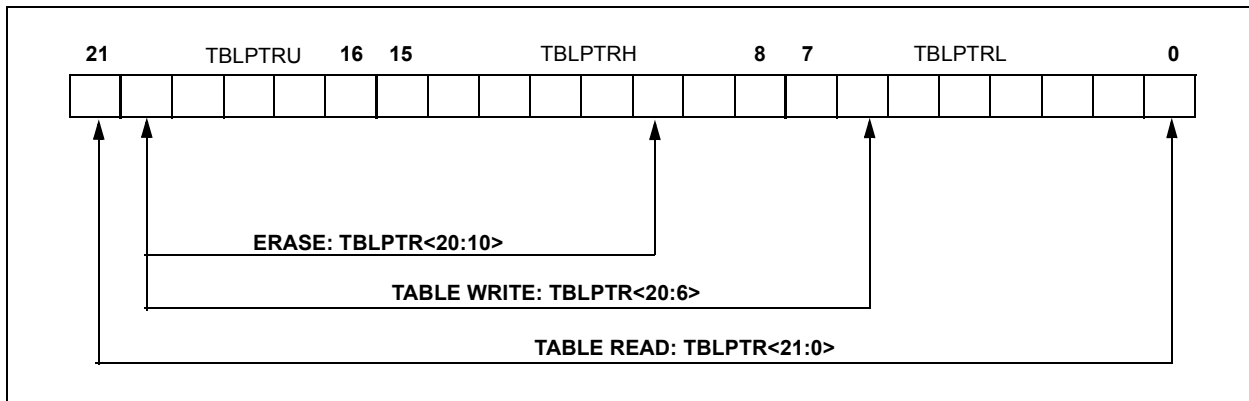 21 TBLPTRU 16 15 TBLPTRH 8 7 TBLPTRL 0
ERASE: TBLPTR<20:10>
TABLE WRITE: TBLPTR<20:6>
TABLE READ: TBLPTR<21:0>